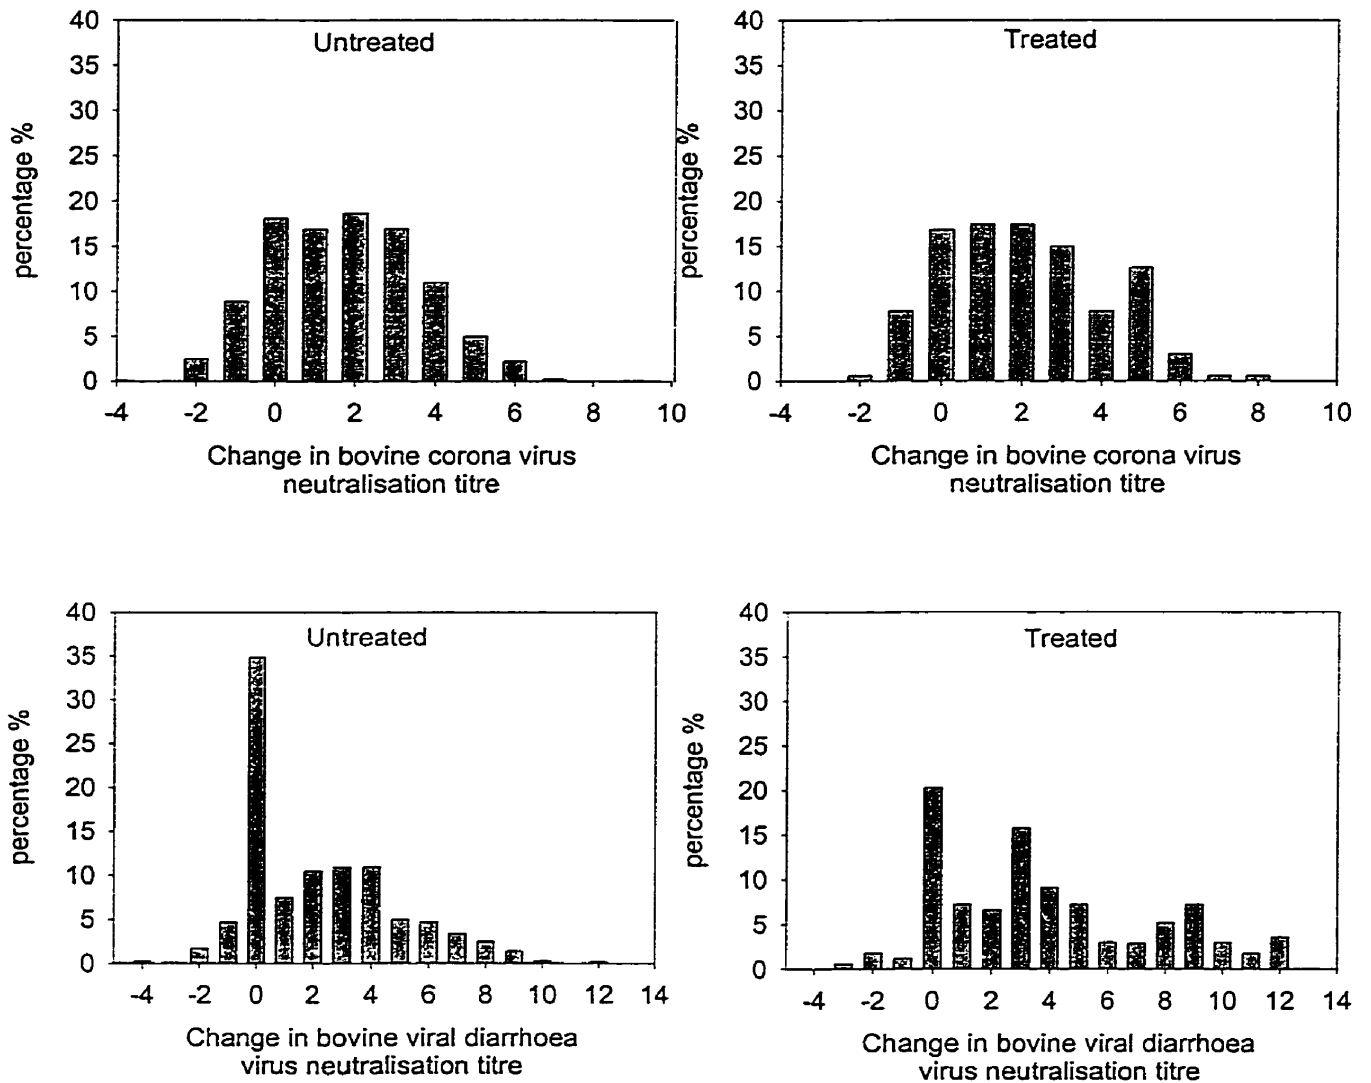 Untreated
percentage %
40
35
30
25
20
15
10
5
0
-4 -2 0 2 4 6 8 10
Change in bovine corona virus
neutralisation titre
Treated
percentage %
40
35
30
25
20
15
10
5
0
-4 -2 0 2 4 6 8 10
Change in bovine corona virus
neutralisation titre
Untreated
percentage %
40
35
30
25
20
15
10
5
0
-4 -2 0 2 4 6 8 10 12 14
Change in bovine viral diarrhoea
virus neutralisation titre
Treated
percentage %
40
35
30
25
20
15
10
5
0
-4 -2 0 2 4 6 8 10 12 14
Change in bovine viral diarrhoea
virus neutralisation titre